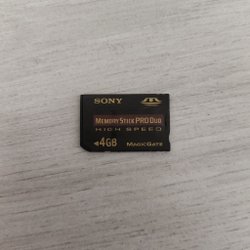 SONY
MEMORY STICK PRO DUO
HIGH SPEED
4GB MAGICGATE